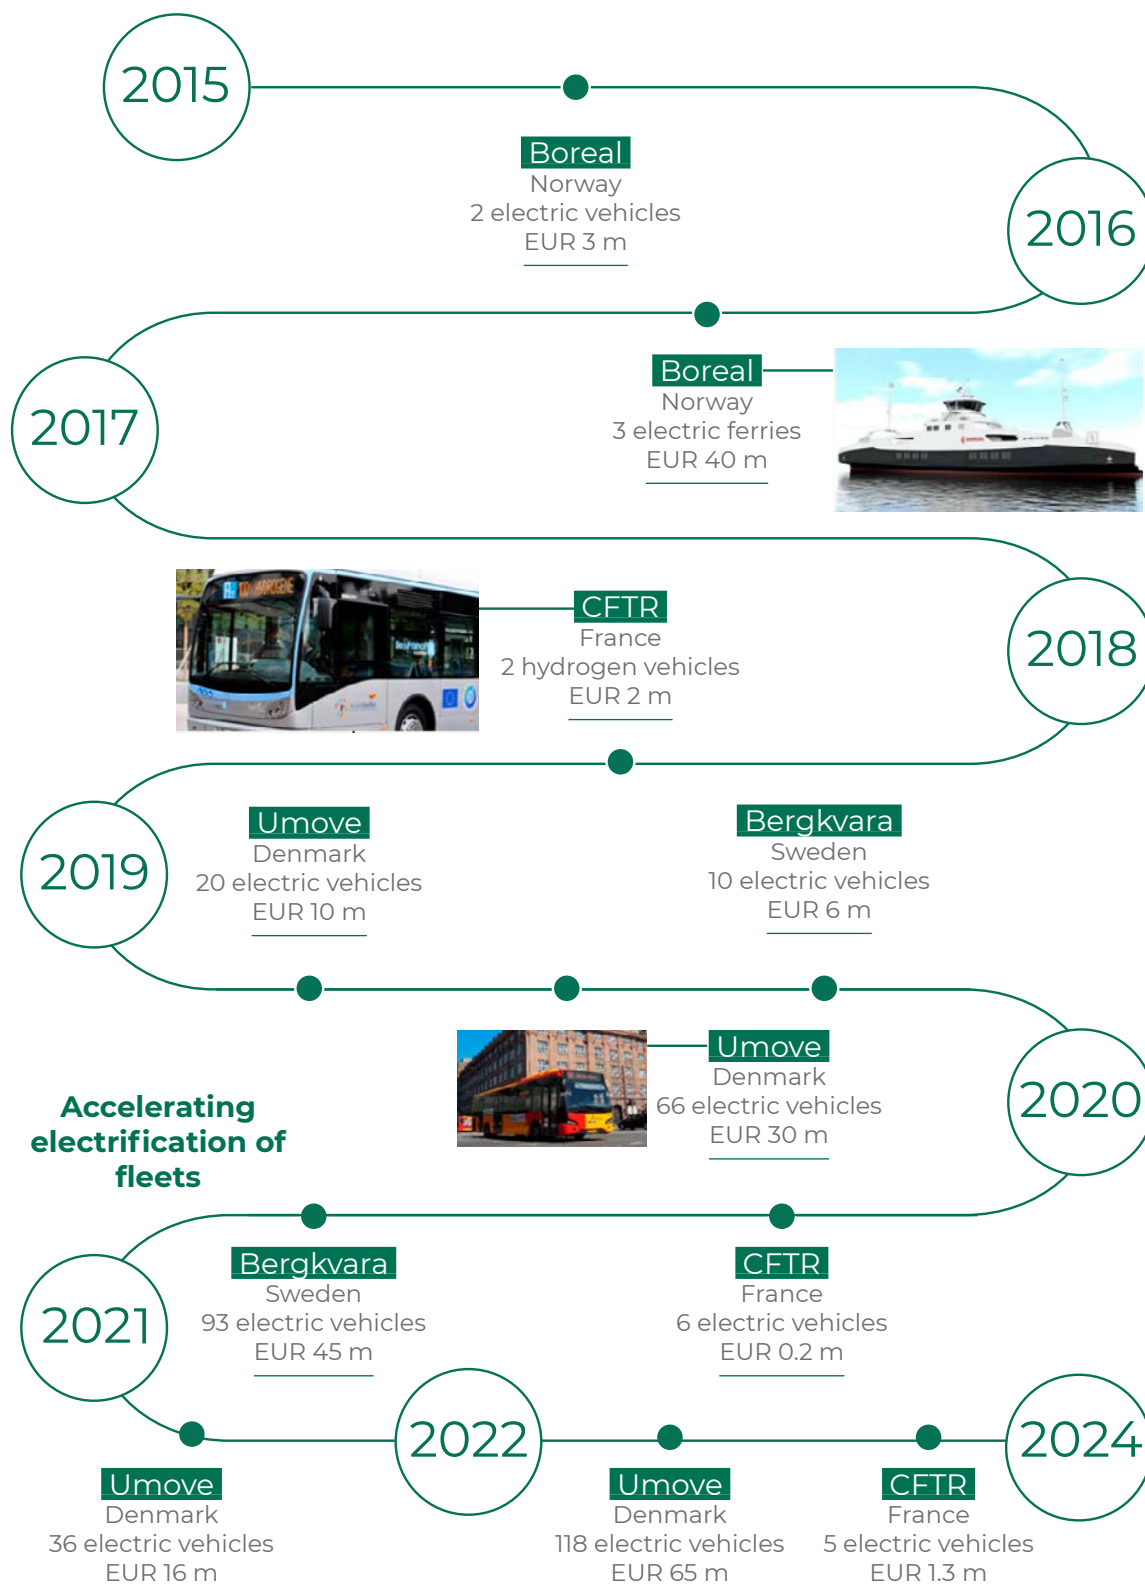 2015
Boreal
Norway
2 electric vehicles
EUR 3 m
2016
Boreal
Norway
3 electric ferries
EUR 40 m
2017
CFTR
France
2 hydrogen vehicles
EUR 2 m
2018
Umove
Denmark
20 electric vehicles
EUR 10 m
Bergkvara
Sweden
10 electric vehicles
EUR 6 m
2019
Umove
Denmark
66 electric vehicles
EUR 30 m
2020
Accelerating
electrification of
fleets
Bergkvara
Sweden
93 electric vehicles
EUR 45 m
CFTR
France
6 electric vehicles
EUR 0.2 m
2021
2022
2024
Umove
Denmark
36 electric vehicles
EUR 16 m
Umove
Denmark
118 electric vehicles
EUR 65 m
CFTR
France
5 electric vehicles
EUR 1.3 m